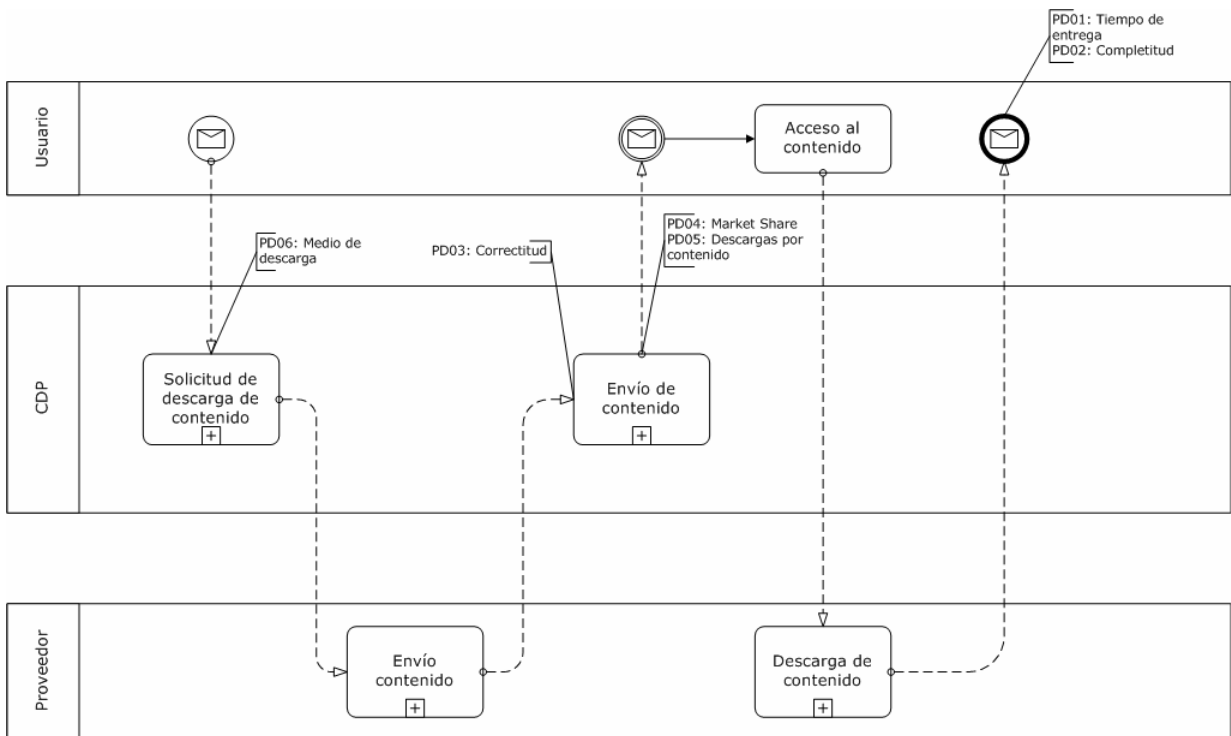 PD01: Tiempo de
entrega
PD02: Completitud
Usuario
Acceso al
contenido
PD06: Medio de
descarga
PD03: Correctitud
PD04: Market Share
PD05: Descargas por
contenido
CDP
Solicitud de
descarga de
contenido
Envío de
contenido
Proveedor
Envío
contenido
Descarga de
contenido